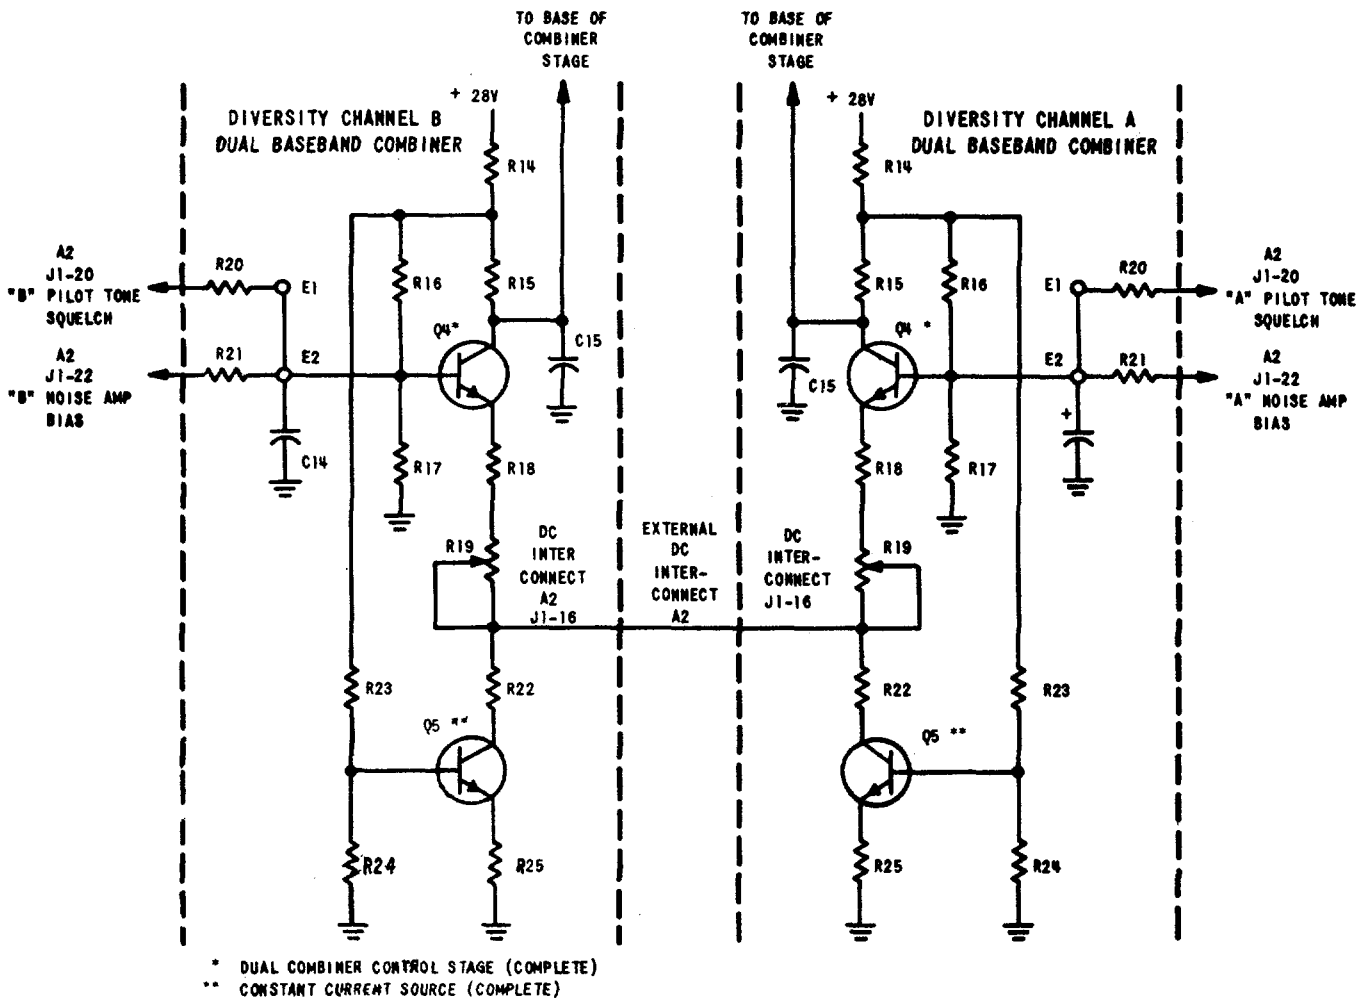 TO BASE OF
COMBINER
STAGE
TO BASE OF
COMBINER
STAGE
+ 28V
+ 28V
DIVERSITY CHANNEL B
DUAL BASEBAND COMBINER
DIVERSITY CHANNEL A
DUAL BASEBAND COMBINER
R14
R14
A2
J1-20
"B" PILOT TONE
SQUELCH
R20
E1
R16
R15
R15
R16
E1
R20
A2
J1-20
"A" PILOT TONE
SQUELCH
Q4*
Q4 *
A2
J1-22
"B" NOISE AMP
BIAS
R21
E2
C15
C15
E2
R21
A2
J1-22
"A" NOISE AMP
BIAS
+
C14
R17
R18
R18
R17
R19
DC
INTER
CONNECT
A2
J1-16
EXTERNAL
DC
INTER-
CONNECT
A2
DC
INTER-
CONNECT
J1-16
R19
R23
R22
R22
R23
Q5 **
Q5 **
R24
R25
R25
R24
* DUAL COMBINER CONTROL STAGE (COMPLETE)
** CONSTANT CURRENT SOURCE (COMPLETE)